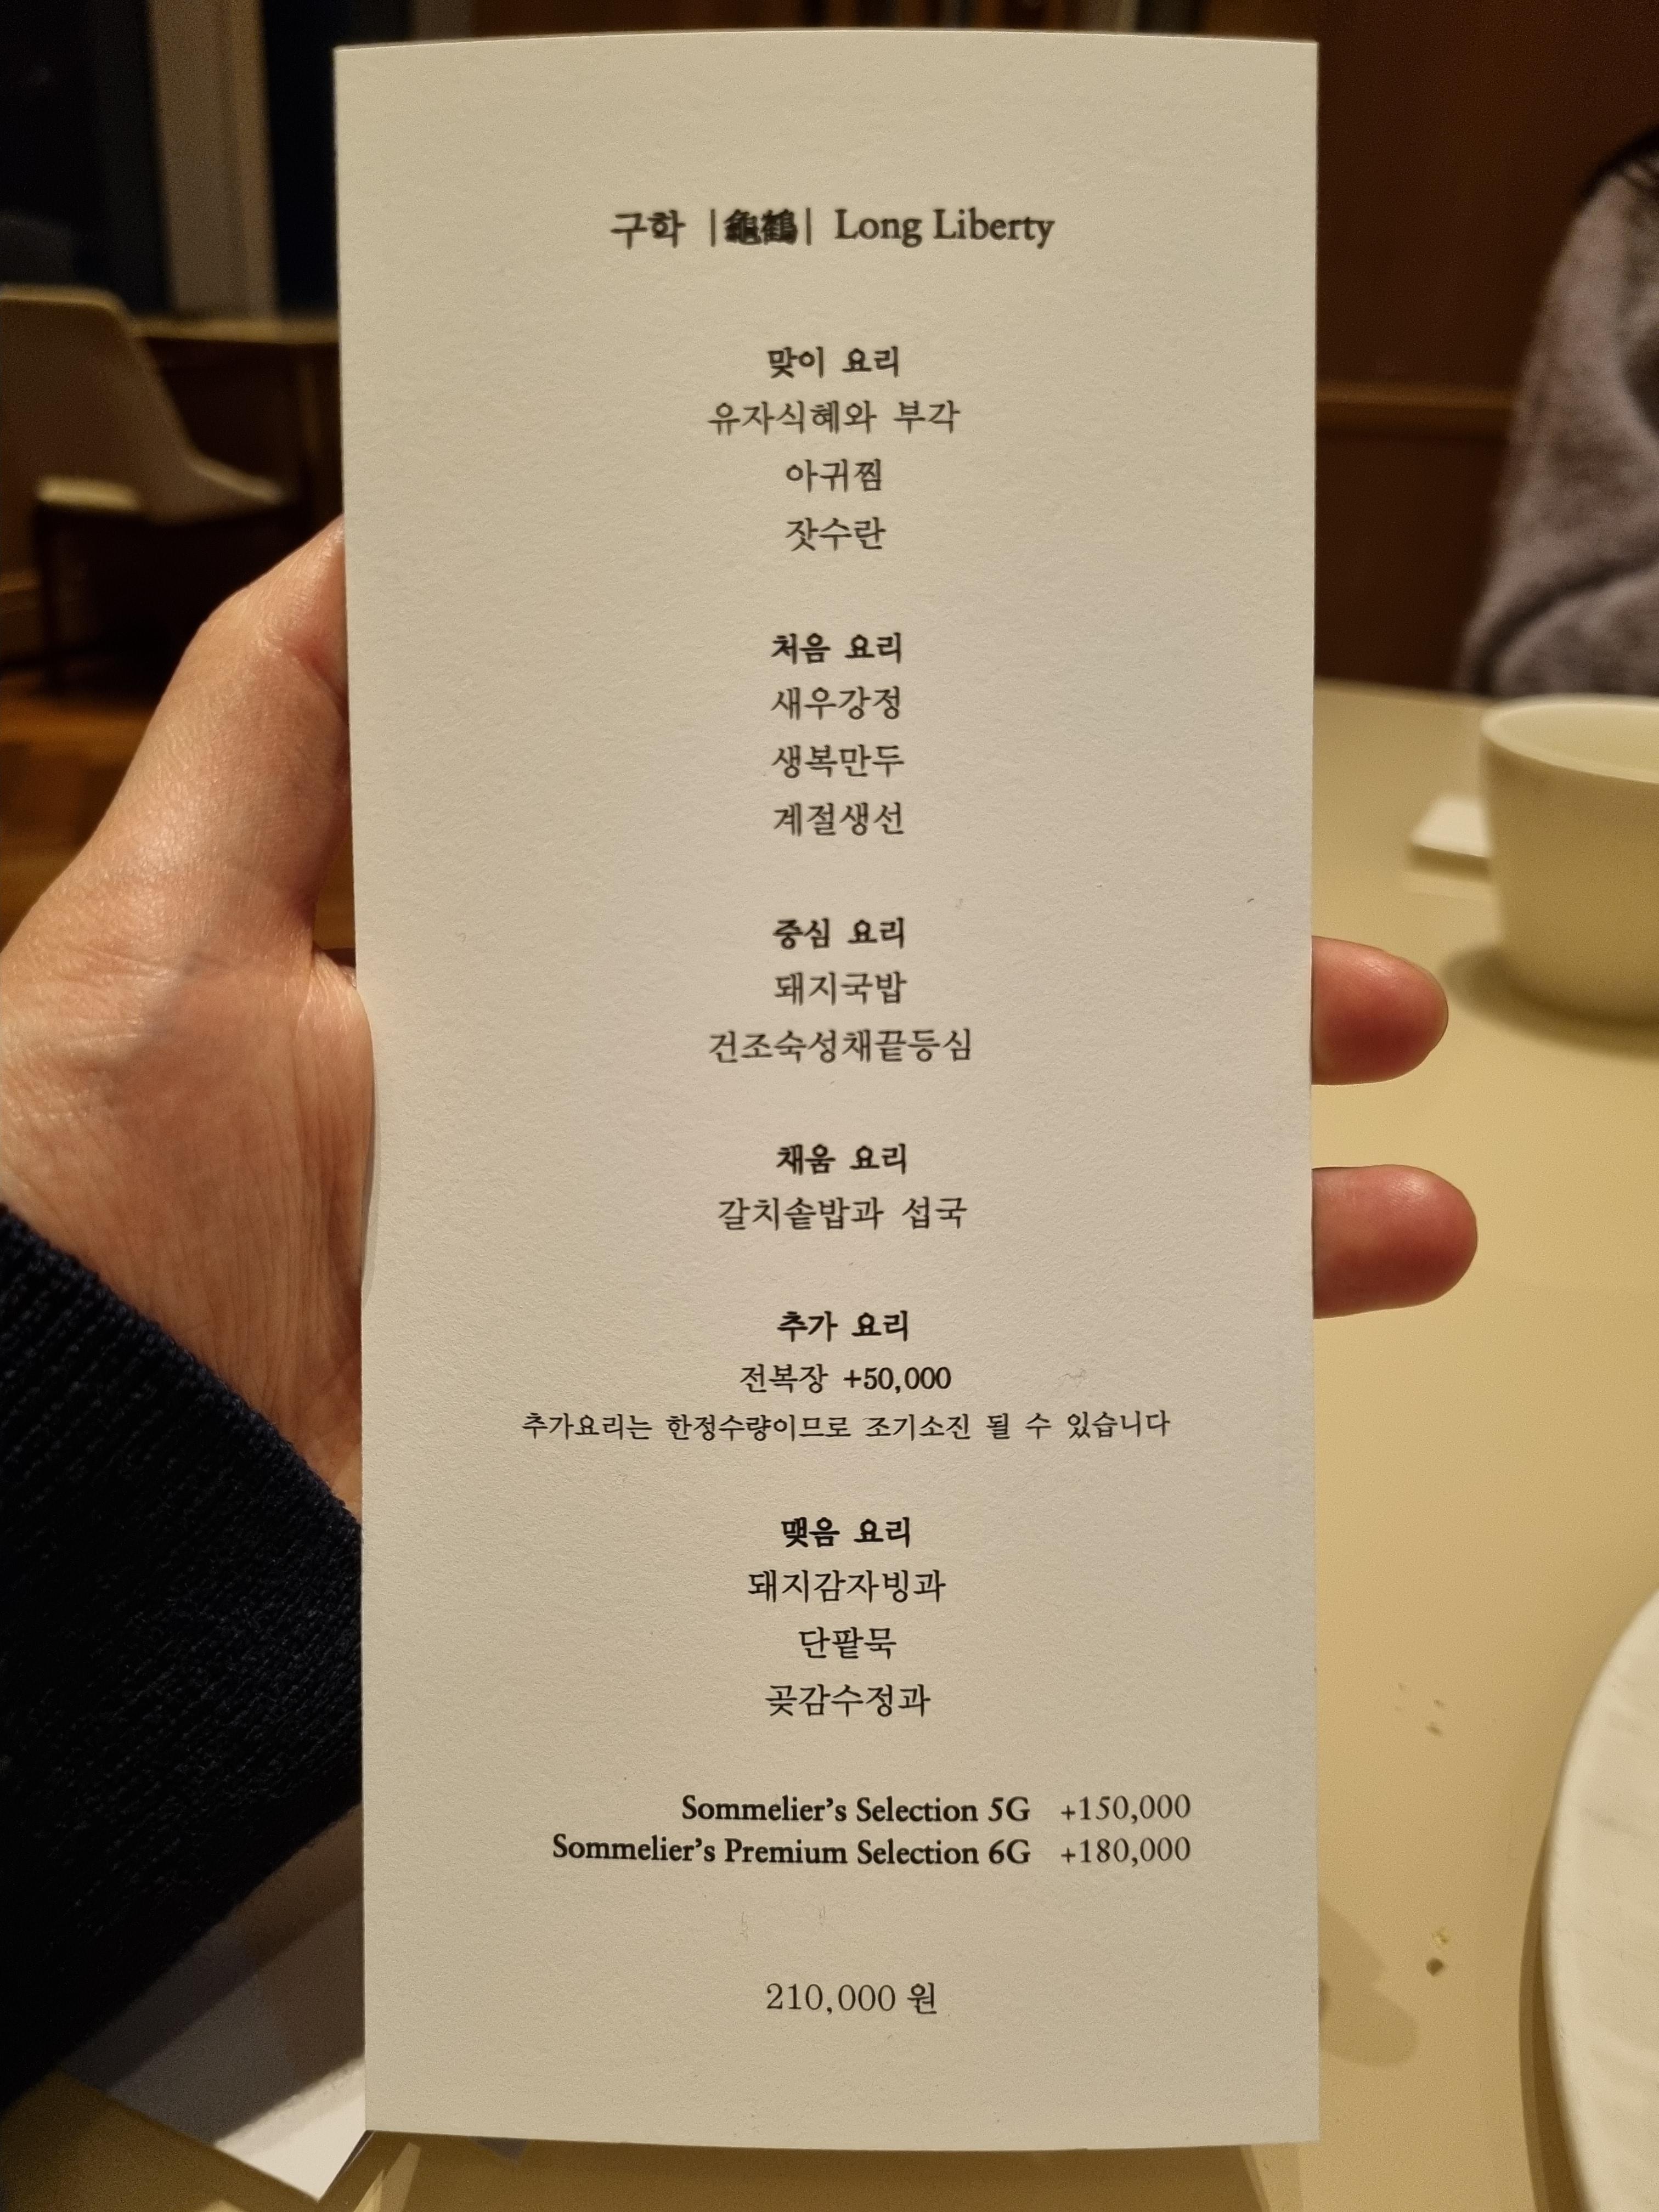 구학 |龜鶴| Long Liberty
맞이 요리
유자식혜와 부각
아귀찜
잣수란
처음 요리
새우강정
생복만두
계절생선
중심 요리
돼지국밥
건조숙성채끝등심
채움 요리
갈치솥밥과 섭국
추가 요리
전복장 +50,000
추가요리는 한정수량이므로 조기소진 될 수 있습니다
맺음 요리
돼지감자빙과
단팥묵
곶감수정과
Sommelier's Selection 5G +150,000
Sommelier's Premium Selection 6G +180,000
210,000 원